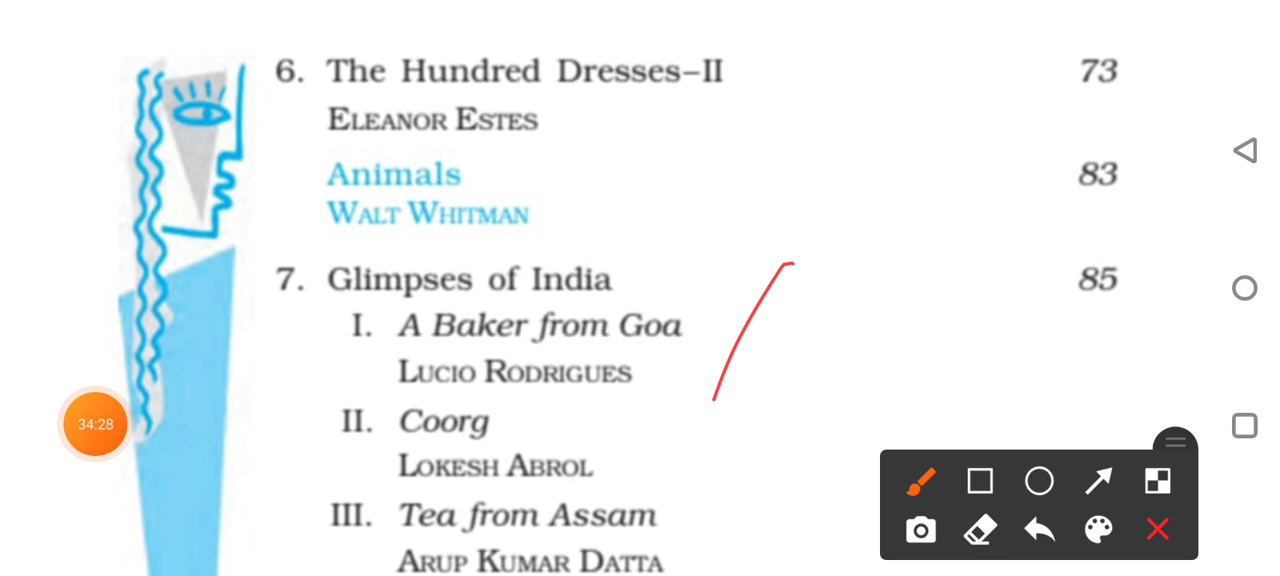 6. The Hundred Dresses–II 73
ELEANOR ESTES
Animals 83
WALT WHITMAN
7. Glimpses of India 85
I. A Baker from Goa
LUCIO RODRIGUES
II. Coorg
LOKESH ABROL
III. Tea from Assam
ARUP KUMAR DATTA
34:28